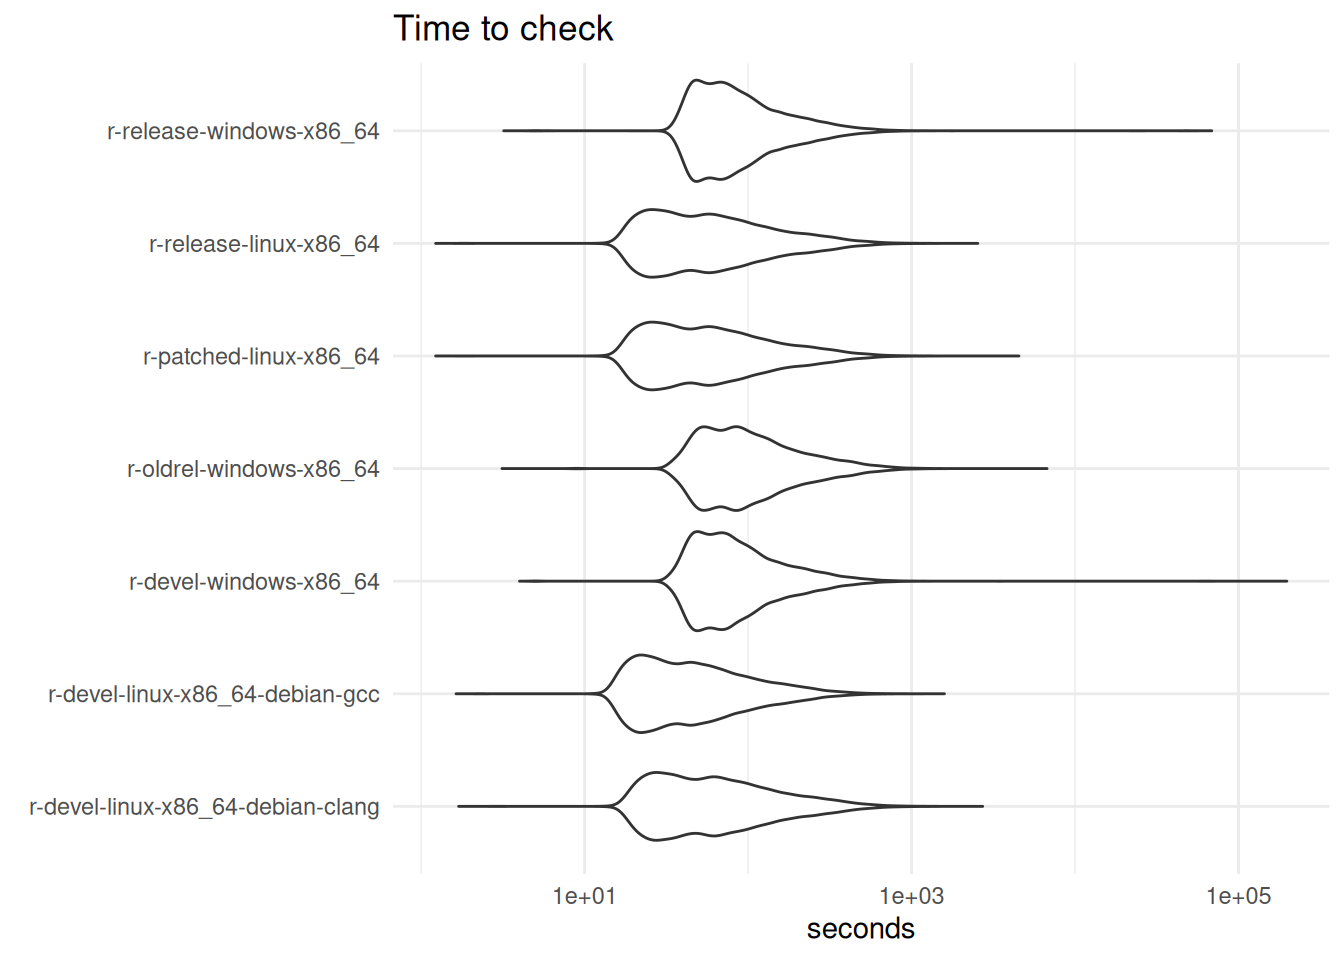 Time to check
r-release-windows-x86_64
r-release-linux-x86_64
r-patched-linux-x86_64
r-oldrel-windows-x86_64
r-devel-windows-x86_64
r-devel-linux-x86_64-debian-gcc
r-devel-linux-x86_64-debian-clang
1e+01 1e+03 1e+05
seconds